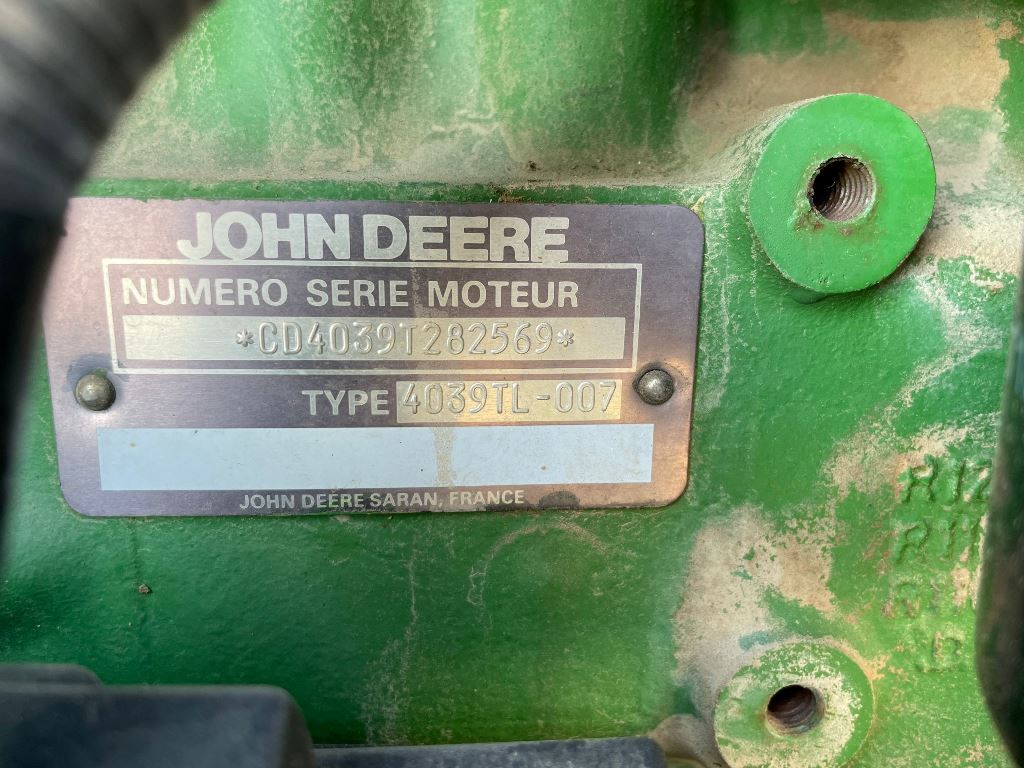 JOHN DEERE
NUMERO SERIE MOTEUR
*CD4039T282569*
TYPE 4039TL-007
JOHN DEERE SARAN, FRANCE